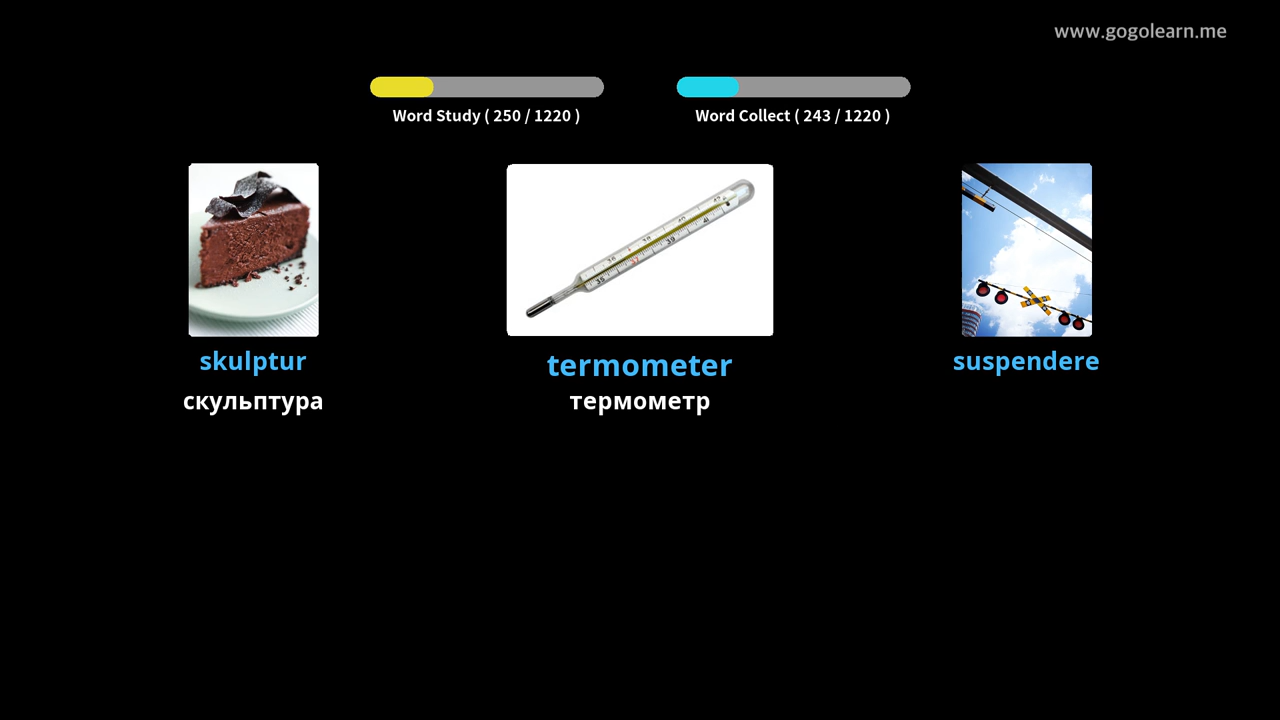 www.gogolearn.me
Word Study ( 250 / 1220 )
Word Collect ( 243 / 1220 )
skulptur
скульптура
termometer
термометр
suspendere